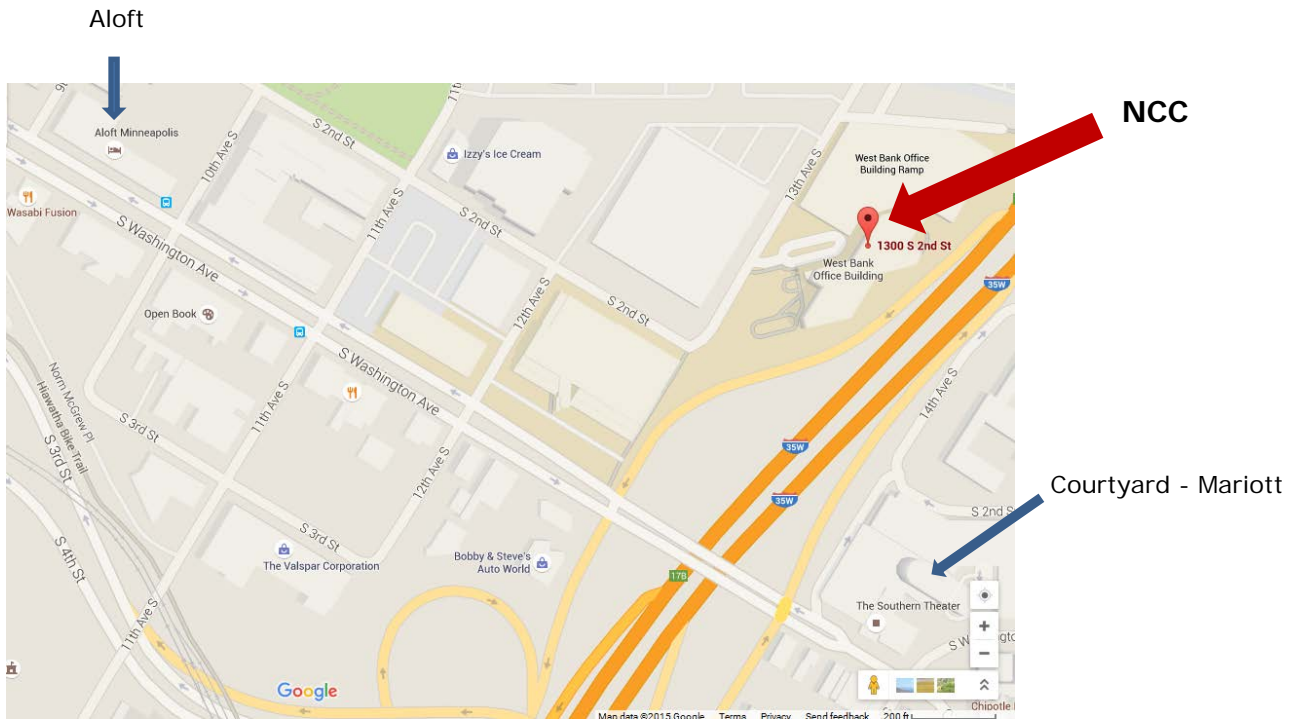 Aloft
NCC
Courtyard - Mariott
11th
S 2nd St
Aloft Minneapolis
10th Ave S
Izzy's Ice Cream
13th Ave S
West Bank Office
Building Ramp
Wasabi Fusion
S Washington Ave
11th Ave S
S 2nd St
1300 S 2nd St
West Bank
Office Building
35W
Open Book
12th Ave S
S 2nd St
S Washington Ave
Norm McGrew Pl
Hiawatha Bike Trail
S 3rd St
11th Ave S
14th Ave S
S 3rd St
35W
12th Ave S
35W
S 2nd S
S 4th St
S 3rd St
The Valspar Corporation
Bobby & Steve's
Auto World
17B
The Southern Theater
11th Ave S
+
−
Google
Chipotle
Map data ©2015 Google Terms Privacy Send feedback 200 ft